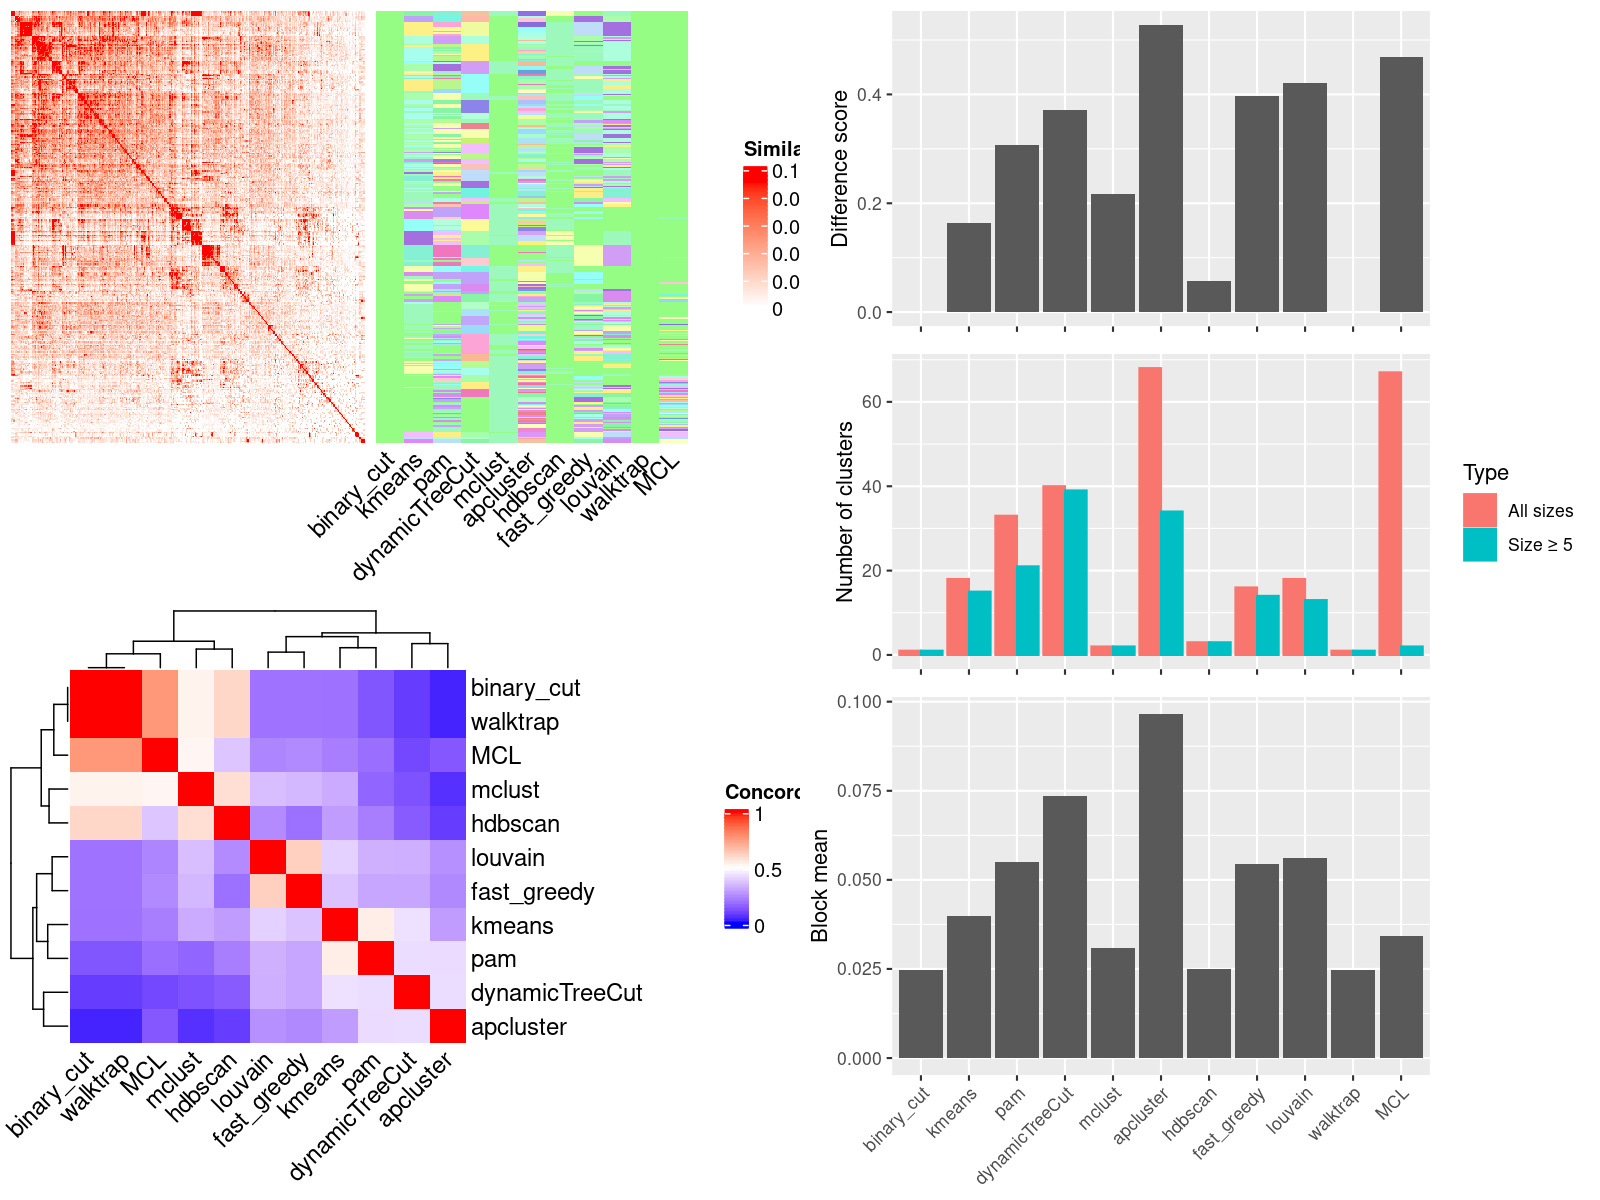 Simila
0.1
0.0
0.0
0.0
0.0
0
binary_cut
kmeans
pam
dynamicTreeCut
mclust
apcluster
hdbscan
fast_greedy
louvain
walktrap
MCL
binary_cut
walktrap
MCL
mclust
hdbscan
louvain
fast_greedy
kmeans
pam
dynamicTreeCut
apcluster
Concord
1
0.5
0
binary_cut
walktrap
MCL
mclust
hdbscan
louvain
fast_greedy
kmeans
pam
dynamicTreeCut
apcluster
Difference score
0.4
0.2
0.0
Number of clusters
60
40
20
0
Type
All sizes
Size ≥ 5
Block mean
0.100
0.075
0.050
0.025
0.000
binary_cut
kmeans
pam
dynamicTreeCut
mclust
apcluster
hdbscan
fast_greedy
louvain
walktrap
MCL